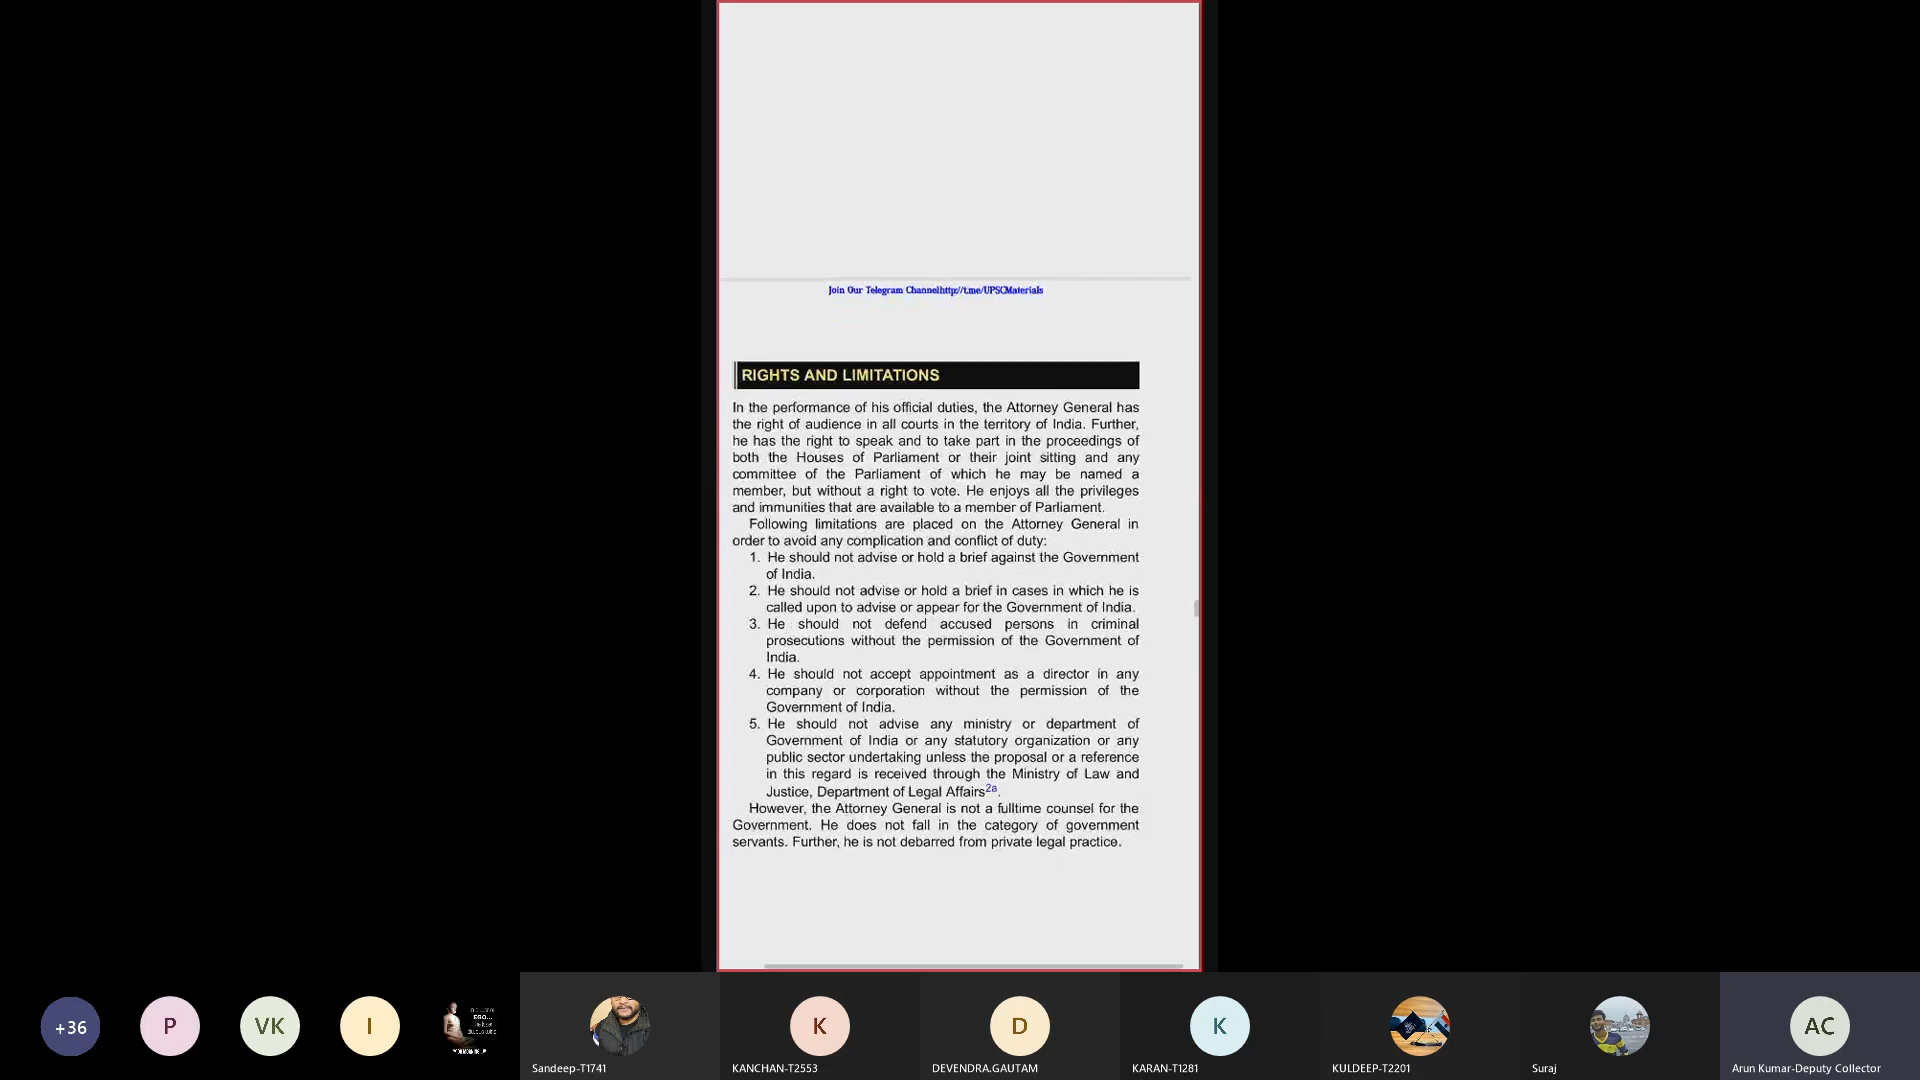 Join Our Telegram Channelhttp://t.me/UPSCMaterials
RIGHTS AND LIMITATIONS
In the performance of his official duties, the Attorney General has
the right of audience in all courts in the territory of India. Further,
he has the right to speak and to take part in the proceedings of
both the Houses of Parliament or their joint sitting and any
committee of the Parliament of which he may be named a
member, but without a right to vote. He enjoys all the privileges
and immunities that are available to a member of Parliament.
Following limitations are placed on the Attorney General in
order to avoid any complication and conflict of duty:
1. He should not advise or hold a brief against the Government
of India.
2. He should not advise or hold a brief in cases in which he is
called upon to advise or appear for the Government of India.
3. He should not defend accused persons in criminal
prosecutions without the permission of the Government of
India.
4. He should not accept appointment as a director in any
company or corporation without the permission of the
Government of India.
5. He should not advise any ministry or department of
Government of India or any statutory organization or any
public sector undertaking unless the proposal or a reference
in this regard is received through the Ministry of Law and
Justice, Department of Legal Affairs2a.
However, the Attorney General is not a fulltime counsel for the
Government. He does not fall in the category of government
servants. Further, he is not debarred from private legal practice.
+36
P
VK
I
EGO...
K
D
K
AC
Sandeep-T1741
KANCHAN-T2553
DEVENDRA.GAUTAM
KARAN-T1281
KULDEEP-T2201
Suraj
Arun Kumar-Deputy Collector